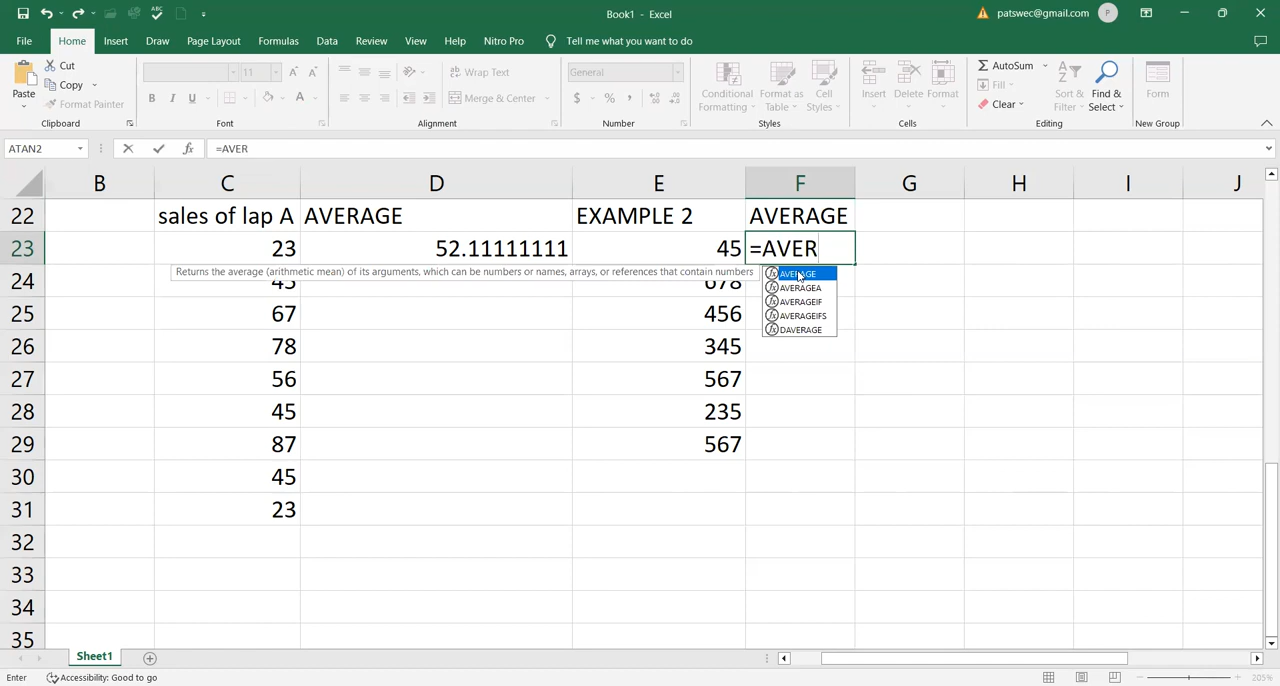 Book1 - Excel
patswec@gmail.com P
File Home Insert Draw Page Layout Formulas Data Review View Help Nitro Pro Tell me what you want to do
Paste
Cut
Copy
Format Painter
Clipboard
11 A A
B I U A
Font
Wrap Text
Merge & Center
Alignment
General
$ % ,
Number
Conditional Formatting
Format as Table
Cell Styles
Styles
Insert Delete Format
Cells
AutoSum
Fill
Clear
Sort & Filter
Find & Select
Editing
Form
New Group
ATAN2 fx =AVER
B C D E F G H I J
22 sales of lap A AVERAGE EXAMPLE 2 AVERAGE
23 23 52.11111111 45 =AVER
Returns the average (arithmetic mean) of its arguments, which can be numbers or names, arrays, or references that contain numbers
AVERAGE
AVERAGEA
AVERAGEIF
AVERAGEIFS
DAVERAGE
24 45 678
25 67 456
26 78 345
27 56 567
28 45 235
29 87 567
30 45
31 23
32
33
34
35
Sheet1
Enter Accessibility: Good to go 205%